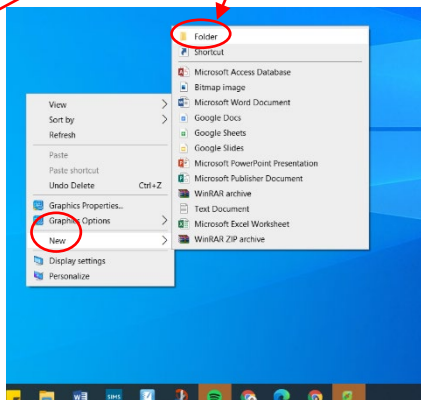 Folder
Shortcut
Microsoft Access Database
Bitmap image
Microsoft Word Document
Google Docs
Google Sheets
Google Slides
Microsoft PowerPoint Presentation
Microsoft Publisher Document
WinRAR archive
Text Document
Microsoft Excel Worksheet
WinRAR ZIP archive
View
Sort by
Refresh
Paste
Paste shortcut
Undo Delete Ctrl+Z
Graphics Properties...
Graphics Options
New
Display settings
Personalize
SIMS